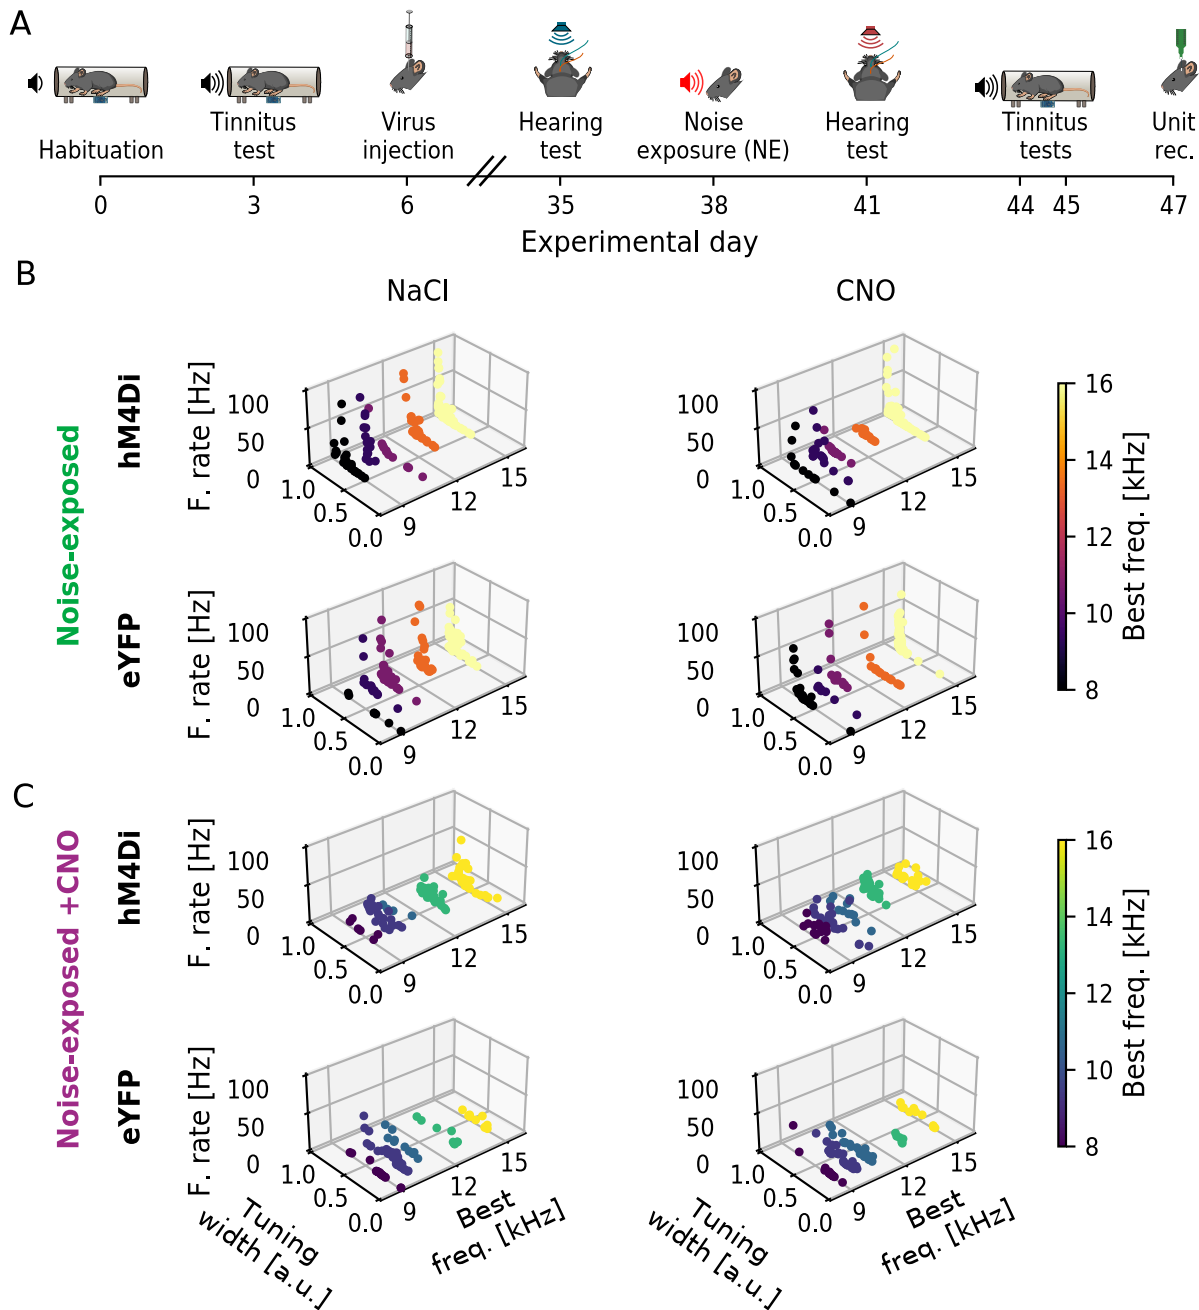 A
Habituation
Tinnitus
test
Virus
injection
Hearing
test
Noise
exposure (NE)
Hearing
test
Tinnitus
tests
Unit
rec.
0 3 6 35 38 41 44 45 47
Experimental day
B
NaCl CNO
Noise-exposed
hM4Di
F. rate [Hz]
100
50
0
1.0
0.5
0.0
9
12
15
100
50
0
1.0
0.5
0.0
9
12
15
eYFP
F. rate [Hz]
100
50
0
1.0
0.5
0.0
9
12
15
100
50
0
1.0
0.5
0.0
9
12
15
16
14
12
10
8
Best freq. [kHz]
C
Noise-exposed +CNO
hM4Di
F. rate [Hz]
100
50
0
1.0
0.5
0.0
9
12
15
100
50
0
1.0
0.5
0.0
9
12
15
eYFP
F. rate [Hz]
100
50
0
1.0
0.5
0.0
9
12
15
Tuning
width [a.u.]
Best
freq. [kHz]
100
50
0
1.0
0.5
0.0
9
12
15
Tuning
width [a.u.]
Best
freq. [kHz]
16
14
12
10
8
Best freq. [kHz]